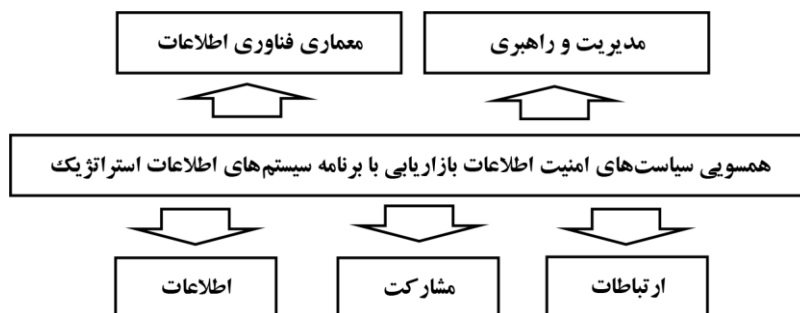 مدیریت و راهبری
معماری فناوری اطلاعات
همسویی سیاست‌های امنیت اطلاعات بازاریابی با برنامه سیستم‌های اطلاعات استراتژیک
ارتباطات
مشارکت
اطلاعات